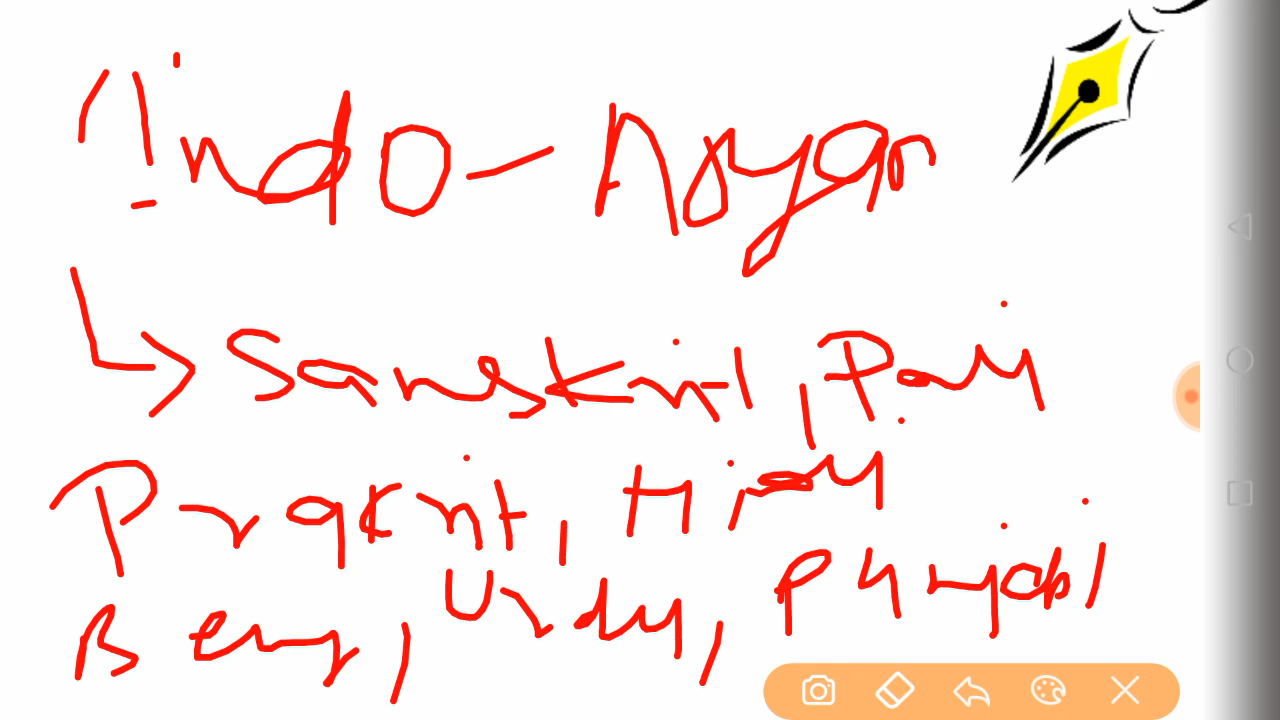 Indo-Aryan
↳ Sanskrit, Pali
Prakrit, Hindi
Beng, Urdu, Punjabi